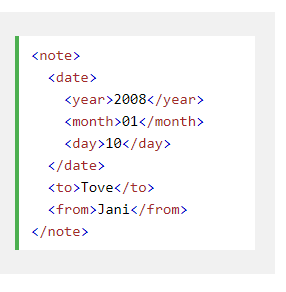 <note>
  <date>
    <year>2008</year>
    <month>01</month>
    <day>10</day>
  </date>
  <to>Tove</to>
  <from>Jani</from>
</note>